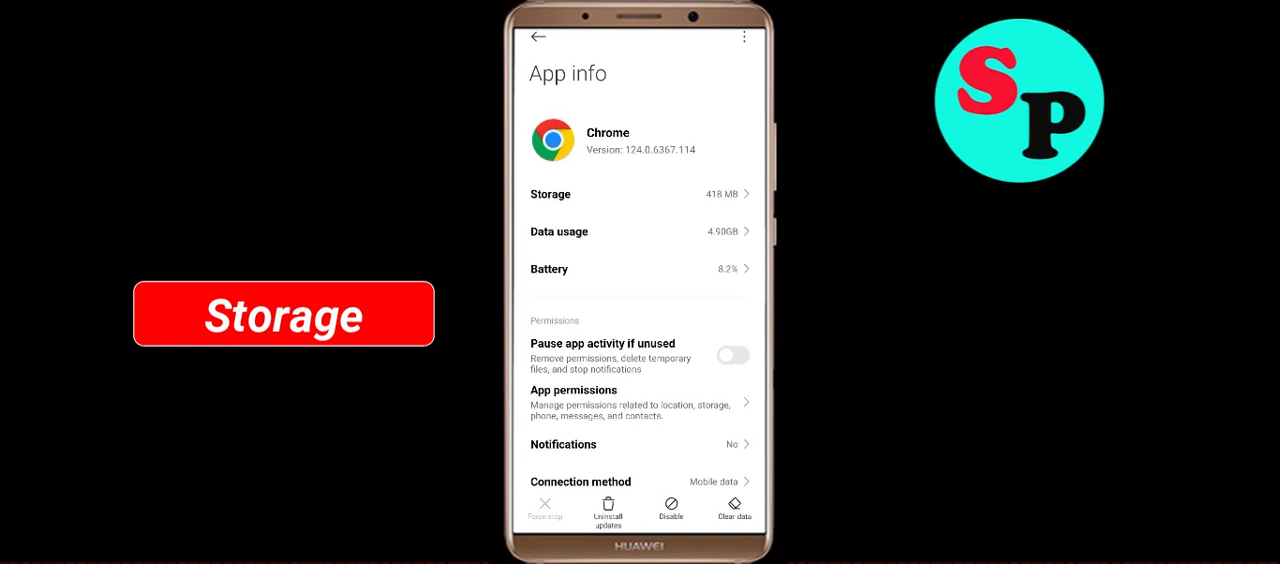 App info
Chrome
Version: 124.0.6367.114
Storage 418 MB
Data usage 4.90GB
Battery 8.2%
Permissions
Pause app activity if unused
Remove permissions, delete temporary
files, and stop notifications
App permissions
Manage permissions related to location, storage,
phone, messages, and contacts.
Notifications No
Connection method Mobile data
Force stop
Uninstall
updates
Disable
Clear data
HUAWEI
Storage
SP